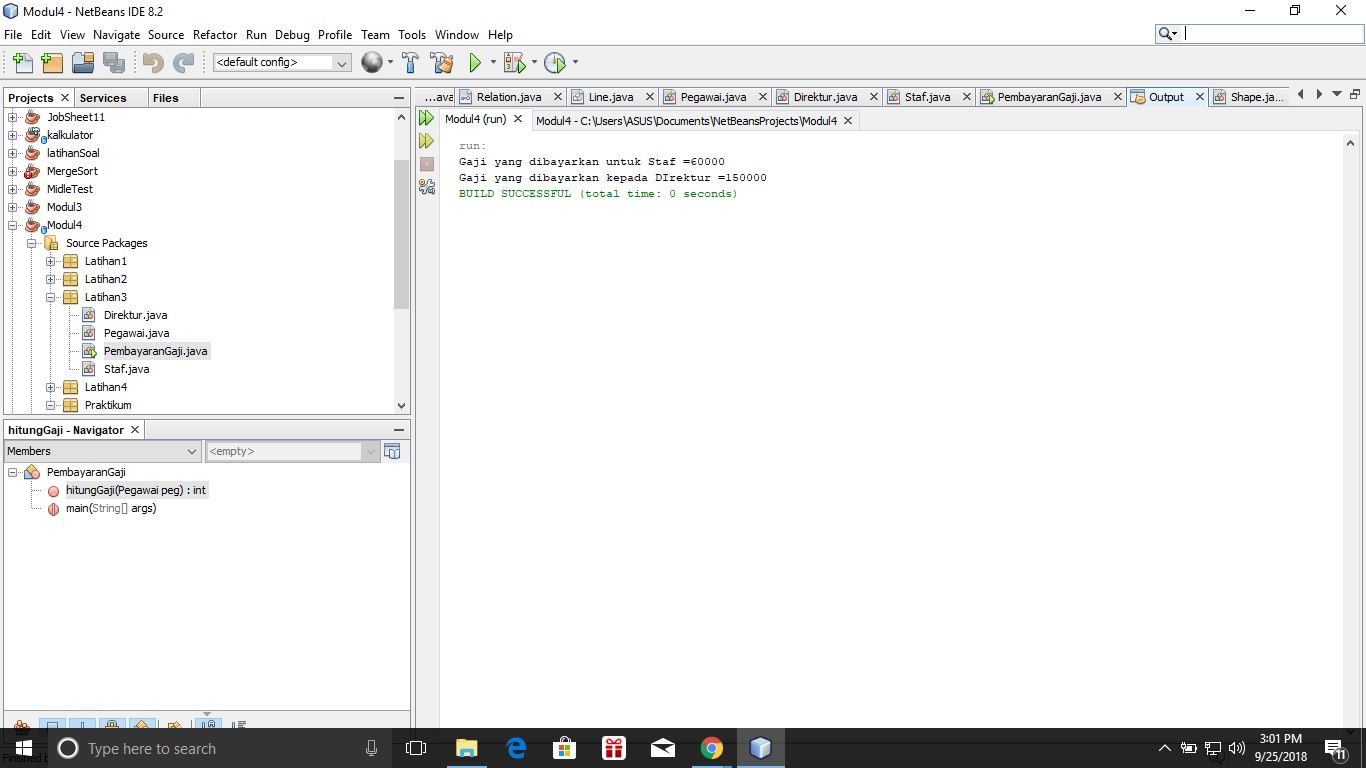 Modul4 - NetBeans IDE 8.2
File Edit View Navigate Source Refactor Run Debug Profile Team Tools Window Help
<default config>
Projects Services Files
JobSheet11
kalkulator
latihanSoal
MergeSort
MidleTest
Modul3
Modul4
Source Packages
Latihan1
Latihan2
Latihan3
Direktur.java
Pegawai.java
PembayaranGaji.java
Staf.java
Latihan4
Praktikum
hitungGaji - Navigator
Members <empty>
PembayaranGaji
hitungGaji(Pegawai peg) : int
main(String[] args)
...ava Relation.java Line.java Pegawai.java Direktur.java Staf.java PembayaranGaji.java Output Shape.ja...
Modul4 (run) Modul4 - C:\Users\ASUS\Documents\NetBeansProjects\Modul4
run:
Gaji yang dibayarkan untuk Staf =60000
Gaji yang dibayarkan kepada DIrektur =150000
BUILD SUCCESSFUL (total time: 0 seconds)
Type here to search
3:01 PM
9/25/2018
11